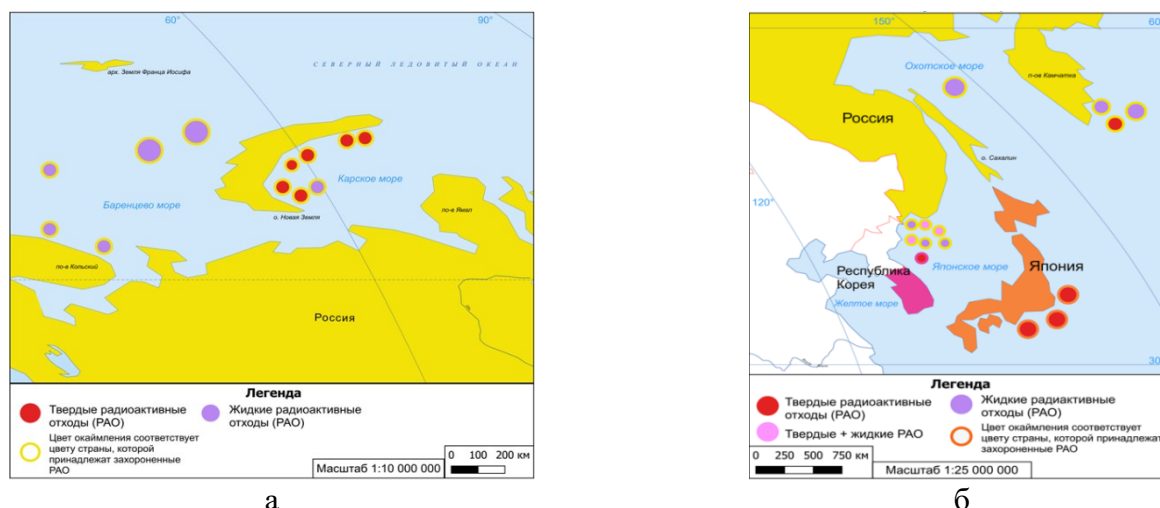 60°
90°
арх. Земля Франца Иосифа
СЕВЕРНЫЙ ЛЕДОВИТЫЙ ОКЕАН
Карское море
Баренцево море
о. Новая Земля
по-в Ямал
по-в Кольский
Россия
Легенда
Твердые радиоактивные
отходы (РАО)
Жидкие радиоактивные
отходы (РАО)
Цвет окаймления соответствует
цвету страны, которой
принадлежат захороненные
РАО
Масштаб 1:10 000 000
0 100 200 км
а
150°
60
Охотское море
п-ов Камчатка
Россия
о. Сахалин
120°
Республика
Корея
Японское море
Япония
Желтое море
30
Легенда
Твердые радиоактивные
отходы (РАО)
Жидкие радиоактивные
отходы (РАО)
Твердые + жидкие РАО
Цвет окаймления соответствует
цвету страны, которой принадлежат
захороненные РАО
0 250 500 750 км
Масштаб 1:25 000 000
б